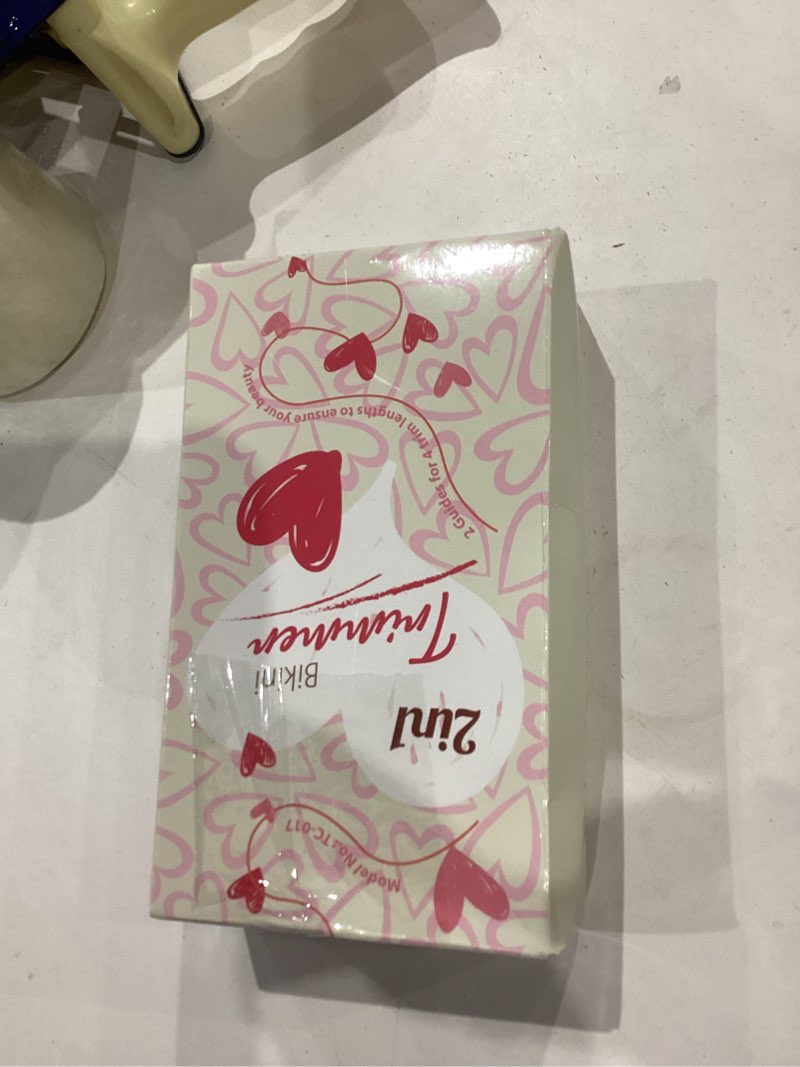 Model No.: TC-017
2in1
Bikini
Trimmer
2 Guides for 4 trim lengths to ensure your beauty